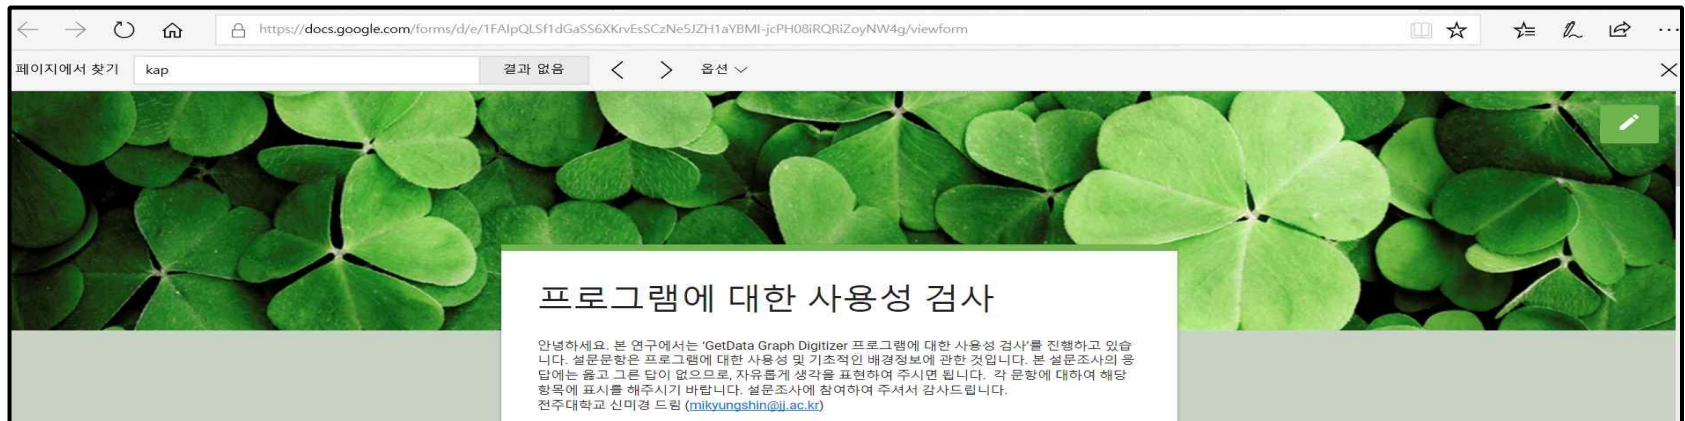 https://docs.google.com/forms/d/e/1FAIpQLSf1dGaSS6XKrvEsSCzNe5JZH1aYBMI-jcPH08iRQRiZoyNW4g/viewform
페이지에서 찾기 kap 결과 없음 옵션
프로그램에 대한 사용성 검사
안녕하세요. 본 연구에서는 'GetData Graph Digitizer 프로그램에 대한 사용성 검사'를 진행하고 있습
니다. 설문문항은 프로그램에 대한 사용성 및 기초적인 배경정보에 관한 것입니다. 본 설문조사의 응
답에는 옳고 그른 답이 없으므로, 자유롭게 생각을 표현하여 주시면 됩니다. 각 문항에 대하여 해당
항목에 표시를 해주시기 바랍니다. 설문조사에 참여하여 주셔서 감사드립니다.
전주대학교 신미경 드림 (mikyungshin@jj.ac.kr)